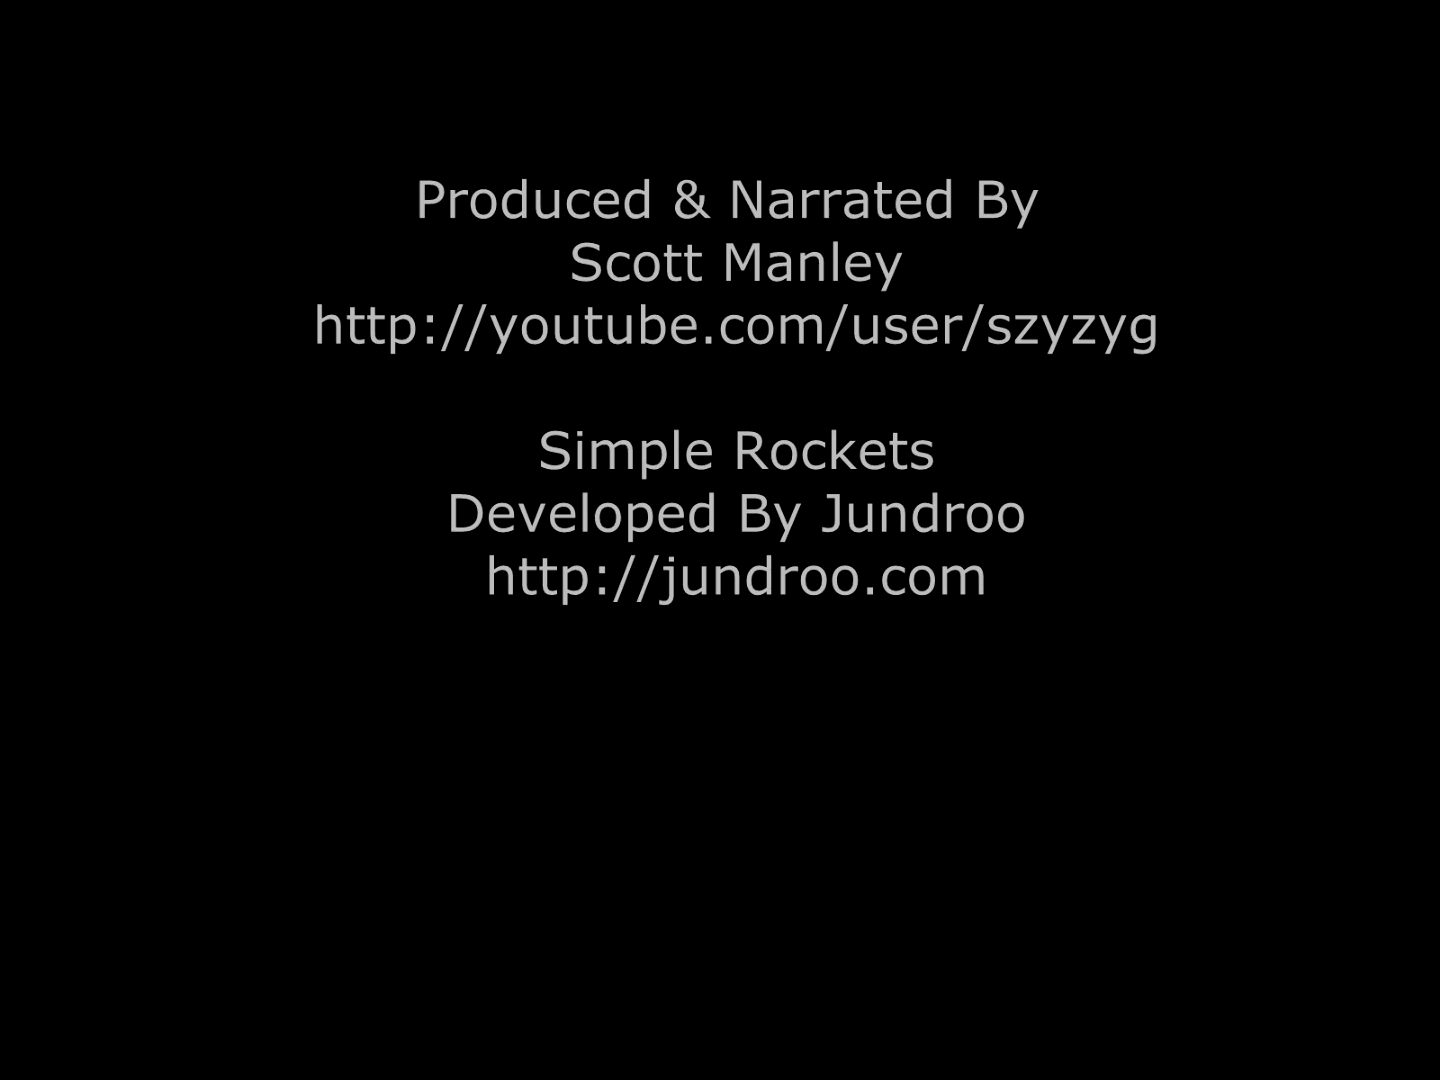 Produced & Narrated By
Scott Manley
http://youtube.com/user/szyzyg
Simple Rockets
Developed By Jundroo
http://jundroo.com